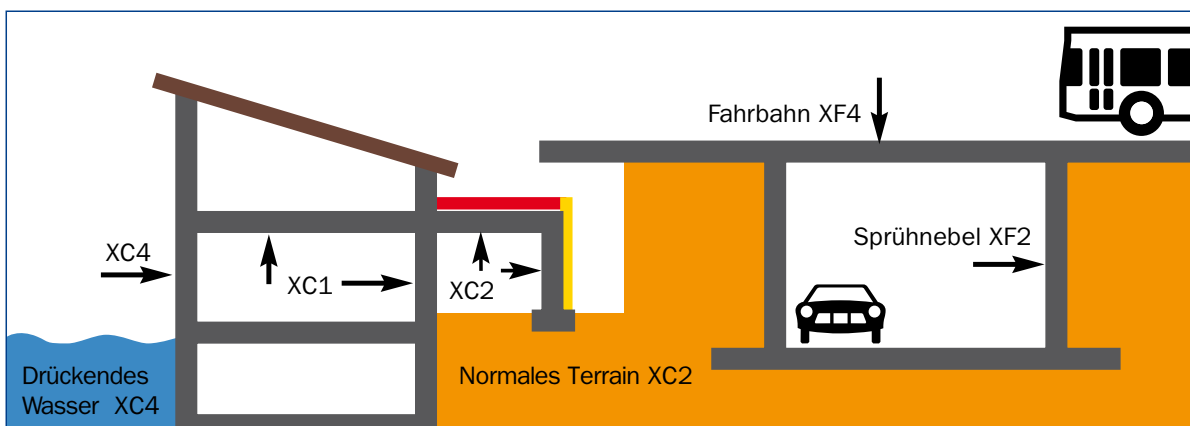 Fahrbahn XF4
XC4
XC1
XC2
Sprühnebel XF2
Drückendes
Wasser XC4
Normales Terrain XC2